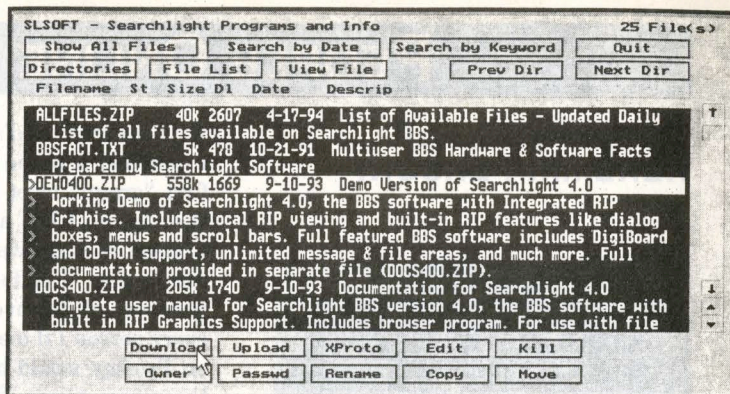 SLSOFT - Searchlight Programs and Info 25 File(s)
Show All Files Search by Date Search by Keyword Quit
Directories File List View File Prev Dir Next Dir
Filename St Size Dl Date Descrip
ALLFILES.ZIP 40k 2607 4-17-94 List of Available Files - Updated Daily
List of all files available on Searchlight BBS.
BBSFACT.TXT 5k 478 10-21-91 Multiuser BBS Hardware & Software Facts
Prepared by Searchlight Software
>DEMO400.ZIP 558k 1669 9-10-93 Demo Version of Searchlight 4.0
> Working Demo of Searchlight 4.0, the BBS software with Integrated RIP
> Graphics. Includes local RIP viewing and built-in RIP features like dialog
> boxes, menus and scroll bars. Full featured BBS software includes DigiBoard
> and CD-ROM support, unlimited message & file areas, and much more. Full
> documentation provided in separate file (DOCS400.ZIP).
DOCS400.ZIP 205k 1740 9-10-93 Documentation for Searchlight 4.0
Complete user manual for Searchlight BBS version 4.0, the BBS software with
built in RIP Graphics Support. Includes browser program. For use with file
Download Upload XProto Edit Kill
Owner Passwd Rename Copy Move